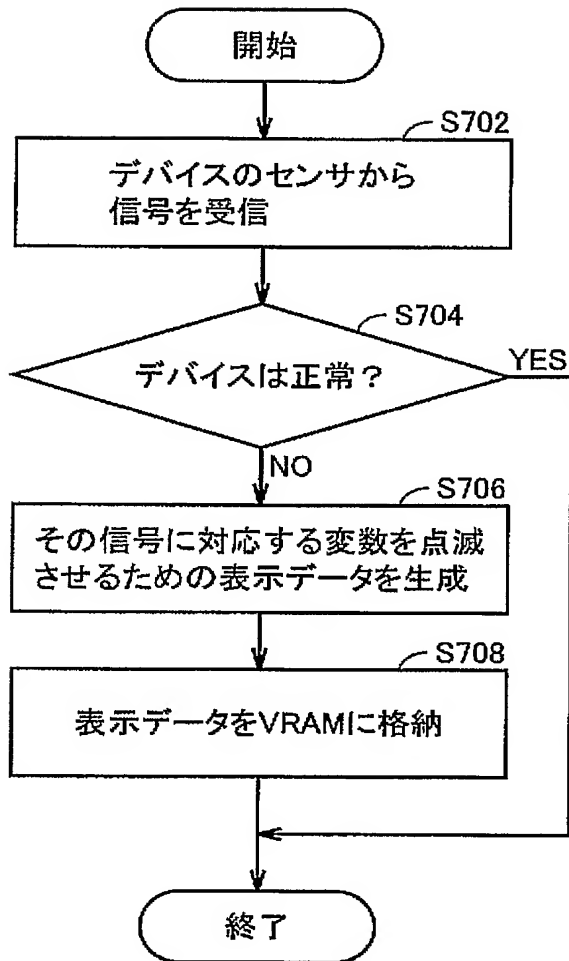 開始
S702
デバイスのセンサから
信号を受信
S704
デバイスは正常？
YES
NO
S706
その信号に対応する変数を点滅
させるための表示データを生成
S708
表示データをVRAMに格納
終了